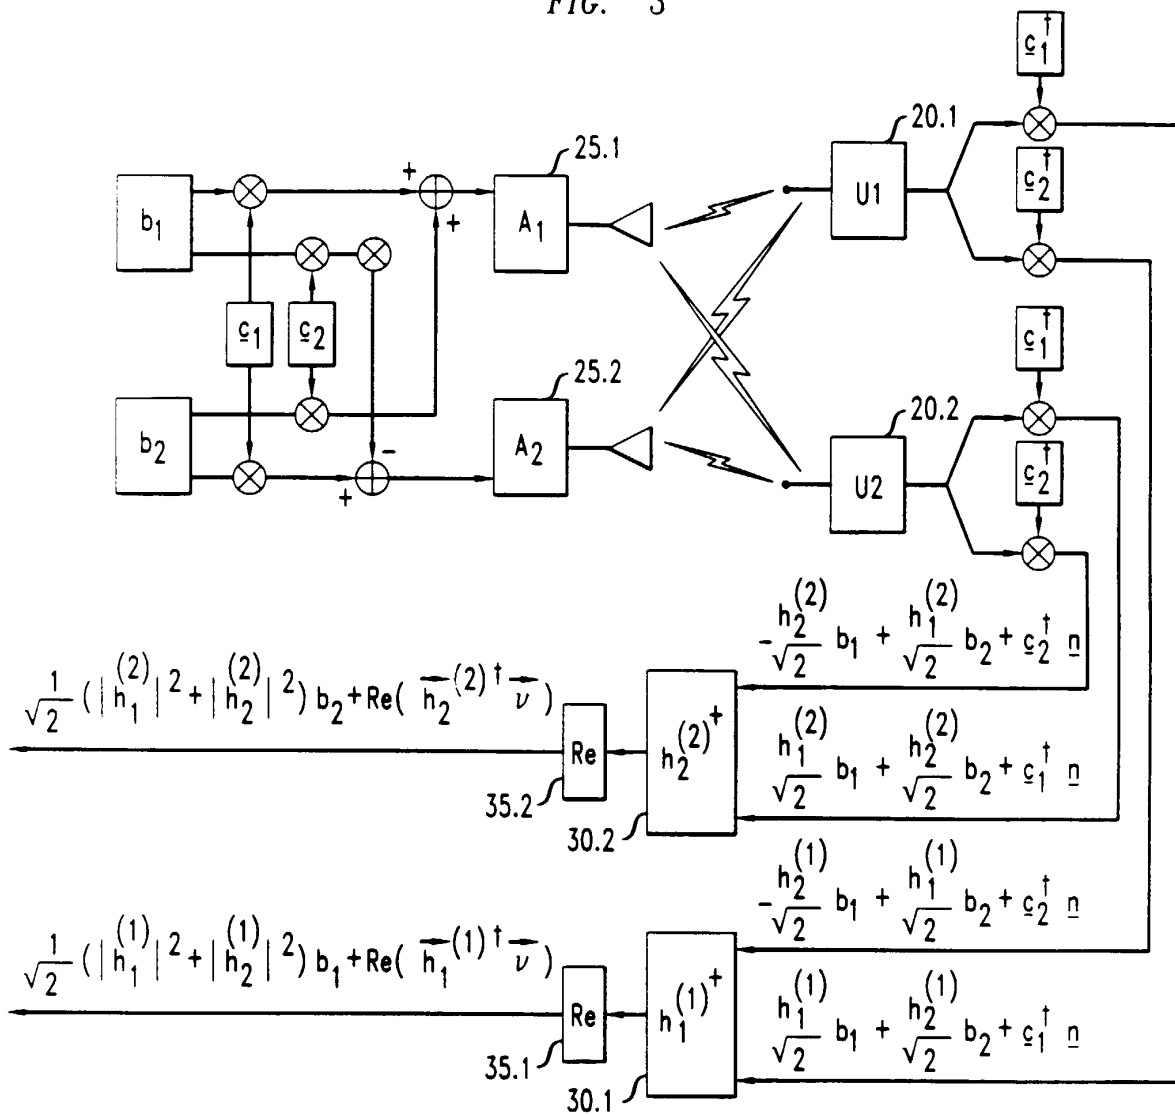 FIG. 3
c₁†
20.1
25.1
c₂†
b₁
+
A₁
U1
+
c₁
c₂
c₁†
25.2
20.2
b₂
-
A₂
c₂†
U2
+
-h₂⁽²⁾/√2 b₁ + h₁⁽²⁾/√2 b₂ + c₂† n
1/√2 (|h₁⁽²⁾|² + |h₂⁽²⁾|²) b₂ + Re( h₂⁽²⁾† ν )
Re
h₂⁽²⁾⁺
h₁⁽²⁾/√2 b₁ + h₂⁽²⁾/√2 b₂ + c₁† n
35.2
30.2
-h₂⁽¹⁾/√2 b₁ + h₁⁽¹⁾/√2 b₂ + c₂† n
1/√2 (|h₁⁽¹⁾|² + |h₂⁽¹⁾|²) b₁ + Re( h₁⁽¹⁾† ν )
Re
h₁⁽¹⁾⁺
h₁⁽¹⁾/√2 b₁ + h₂⁽¹⁾/√2 b₂ + c₁† n
35.1
30.1